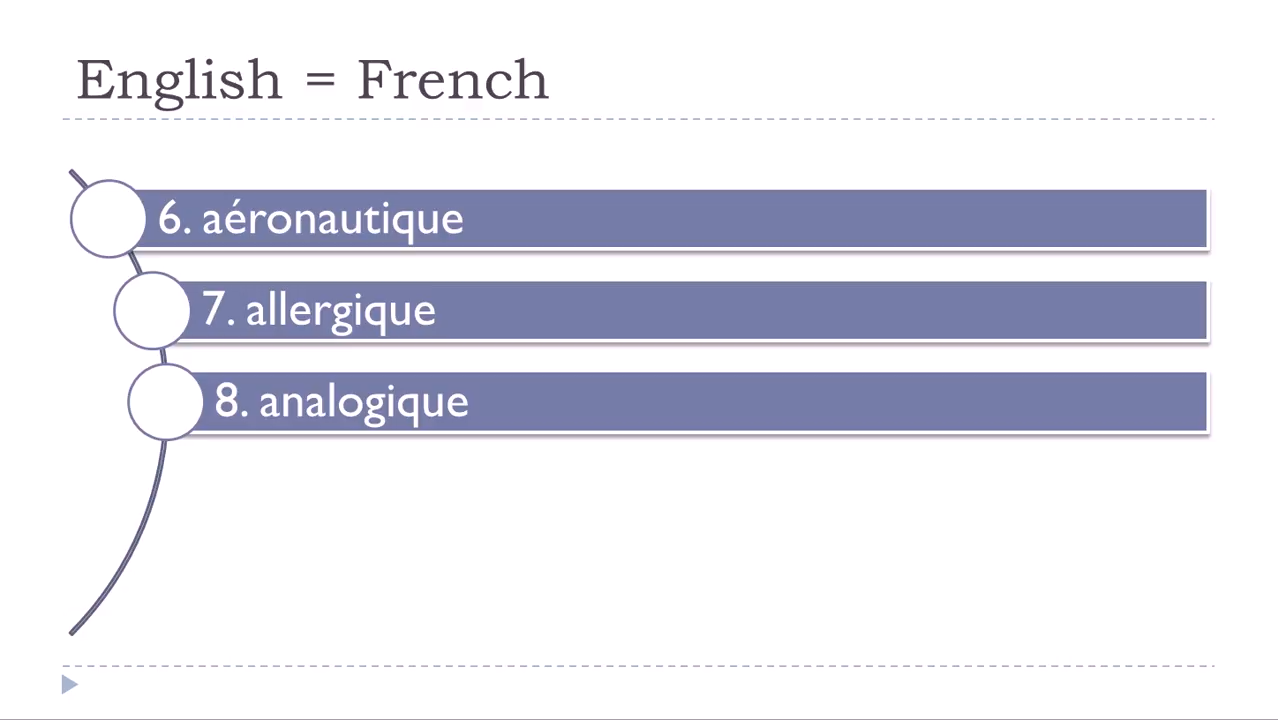 English = French
6. aéronautique
7. allergique
8. analogique